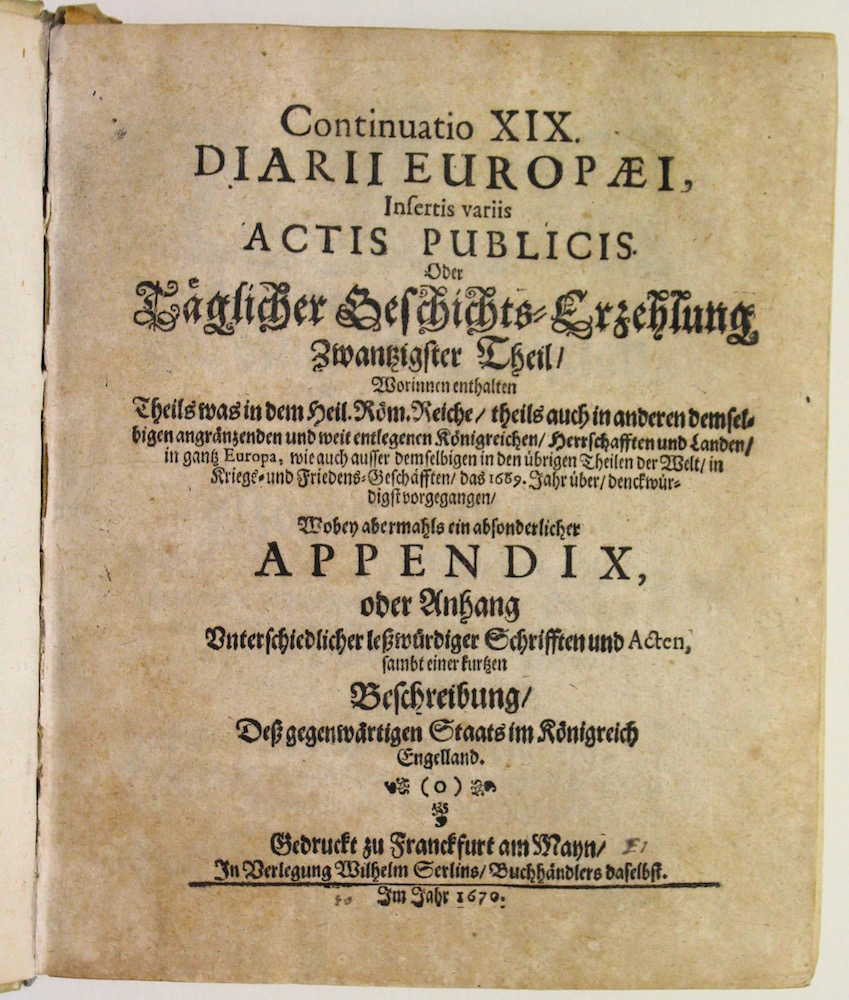 Continuatio XIX.
DIARII EUROPÆI,
Inſertis variis
ACTIS PUBLICIS.
Oder
Täglicher Geſchichts-Erzehlung
Zwantzigſter Theil/
Worinnen enthalten
Theils was in dem Heil. Röm. Reiche/ theils auch in anderen demſel-
bigen angräntzenden und weit entlegenen Königreichen/ Herrſchafften und Landen/
in gantz Europa, wie auch auſſer demſelbigen in den übrigen Theilen der Welt/ in
Kriegs- und Friedens-Geſchäfften/ das 1669. Jahr über/ denckwür-
digſt vorgegangen/
Wobey abermahls ein abſonderlicher
APPENDIX,
oder Anhang
Vnterſchiedlicher leßwürdiger Schrifften und Acten,
ſambt einer kurtzen
Beſchreibung/
Deß gegenwärtigen Staats im Königreich
Engelland.
(o)
Gedruckt zu Franckfurt am Mayn/
In Verlegung Wilhelm Serlins/ Buchhändlers daſelbſt.
Im Jahr 1670.